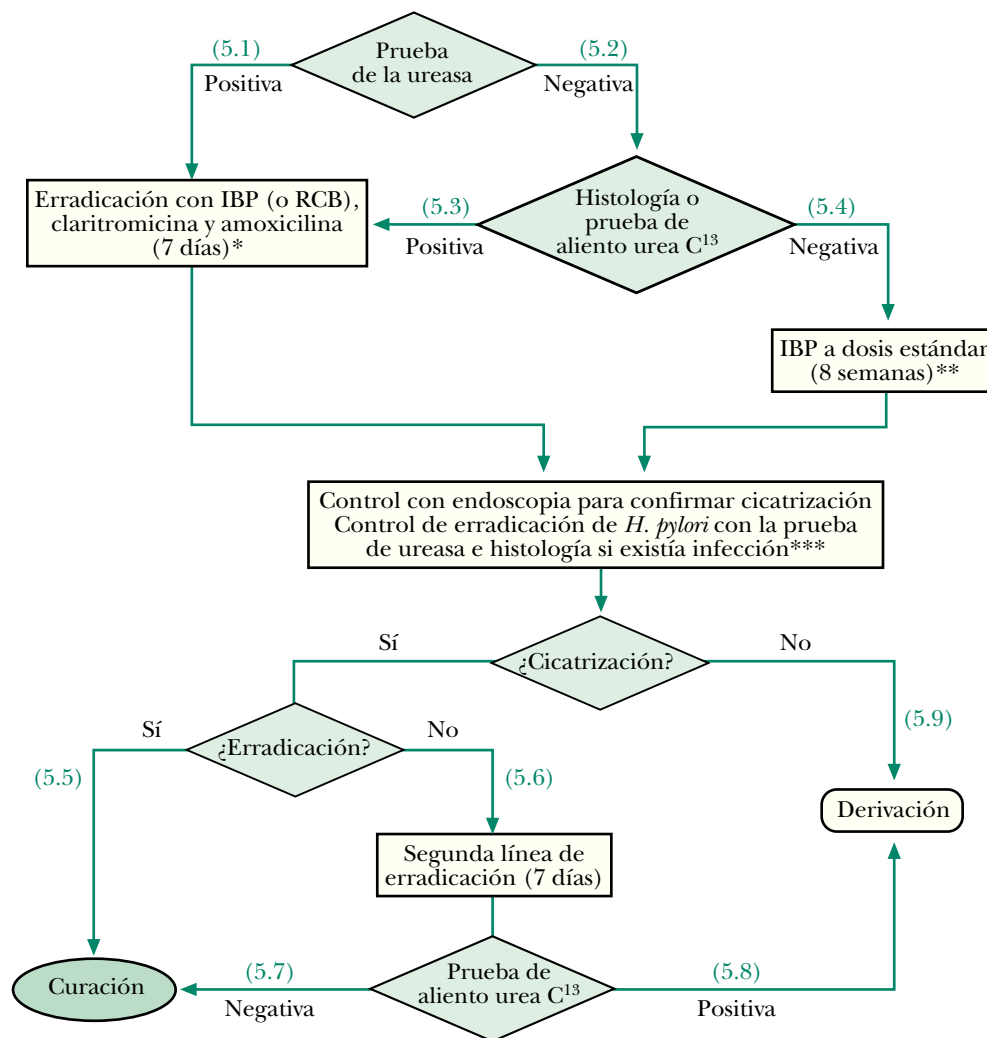 (5.1)
Prueba
de la ureasa
(5.2)
Positiva
Negativa
Erradicación con IBP (o RCB),
claritromicina y amoxicilina
(7 días)*
(5.3)
Positiva
Histología o
prueba de
aliento urea C¹³
(5.4)
Negativa
IBP a dosis estándar
(8 semanas)**
Control con endoscopia para confirmar cicatrización
Control de erradicación de H. pylori con la prueba
de ureasa e histología si existía infección***
Sí
¿Cicatrización?
No
Sí
¿Erradicación?
No
(5.5)
(5.6)
(5.9)
Derivación
Segunda línea de
erradicación (7 días)
Curación
(5.7)
Negativa
Prueba de
aliento urea C¹³
(5.8)
Positiva